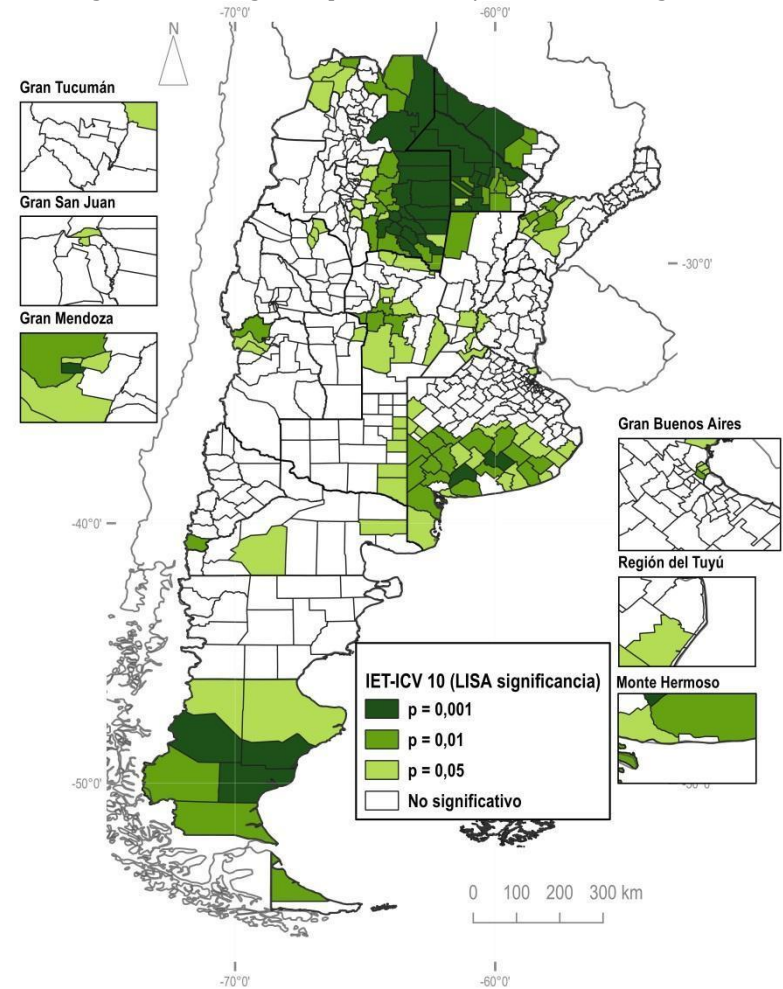 -70°0'
-60°0'
N
Gran Tucumán
Gran San Juan
-30°0'
Gran Mendoza
Gran Buenos Aires
-40°0'
Región del Tuyú
IET-ICV 10 (LISA significancia)
p = 0,001
p = 0,01
p = 0,05
No significativo
Monte Hermoso
-50°0'
0 100 200 300 km
-70°0'
-60°0'